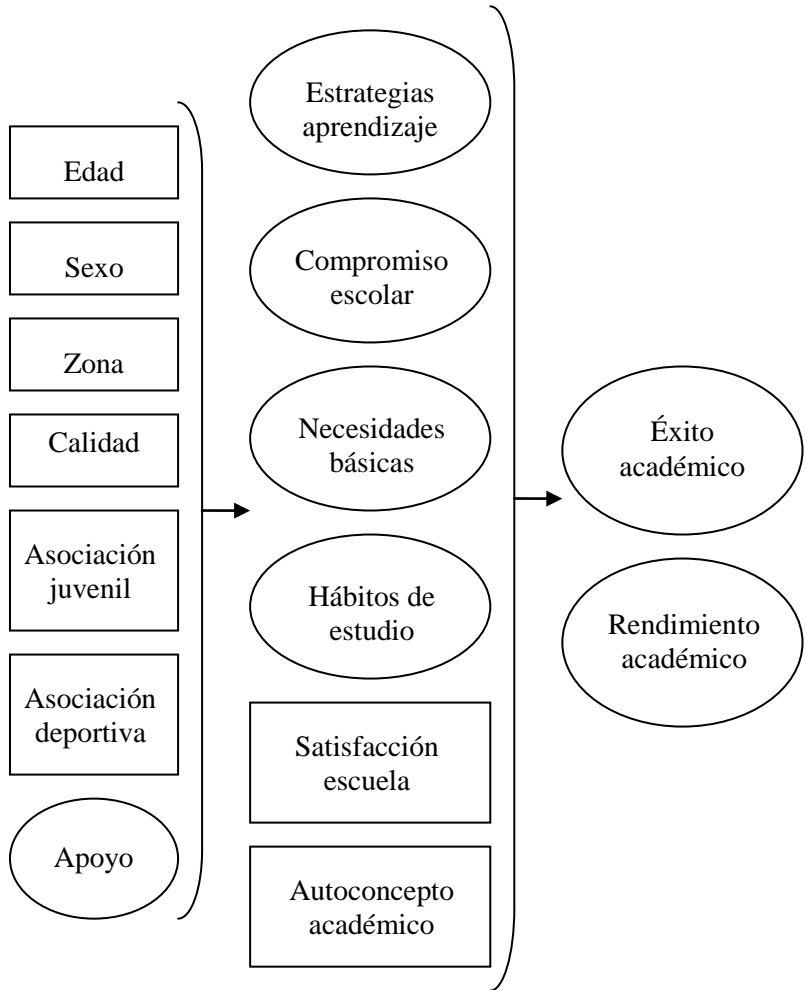 Edad
Sexo
Zona
Calidad
Asociación
juvenil
Asociación
deportiva
Apoyo
Estrategias
aprendizaje
Compromiso
escolar
Necesidades
básicas
Hábitos de
estudio
Satisfacción
escuela
Autoconcepto
académico
Éxito
académico
Rendimiento
académico